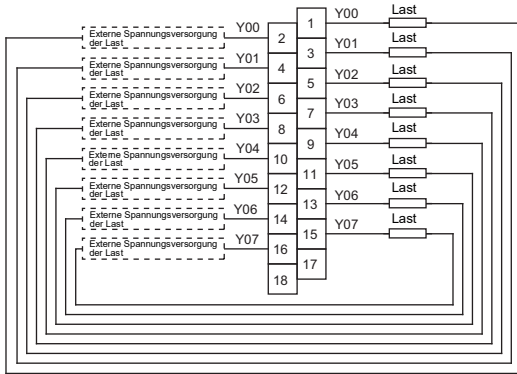 Y00 Last
1
Externe Spannungsversorgung
der Last
Y00
2
Y01 Last
3
Externe Spannungsversorgung
der Last
Y01
4
Y02 Last
5
Externe Spannungsversorgung
der Last
Y02
6
Y03 Last
7
Externe Spannungsversorgung
der Last
Y03
8
Y04 Last
9
Externe Spannungsversorgung
der Last
Y04
10
Y05 Last
11
Externe Spannungsversorgung
der Last
Y05
12
Y06 Last
13
Externe Spannungsversorgung
der Last
Y06
14
Y07 Last
15
Externe Spannungsversorgung
der Last
Y07
16
17
18